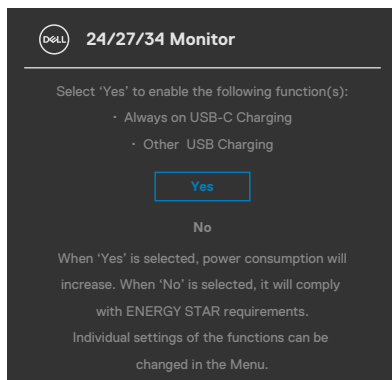 DELL 24/27/34 Monitor
Select ‘Yes’ to enable the following function(s):
· Always on USB-C Charging
· Other USB Charging
Yes
No
When ‘Yes’ is selected, power consumption will
increase. When ‘No’ is selected, it will comply
with ENERGY STAR requirements.
Individual settings of the functions can be
changed in the Menu.